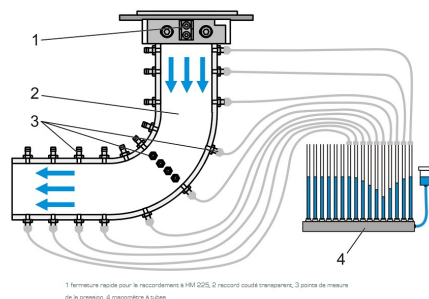 1
2
3
4
1 fermeture rapide pour le raccordement à HM 225, 2 raccord coudé transparent, 3 points de mesure
de la pression, 4 manomètre à tubes